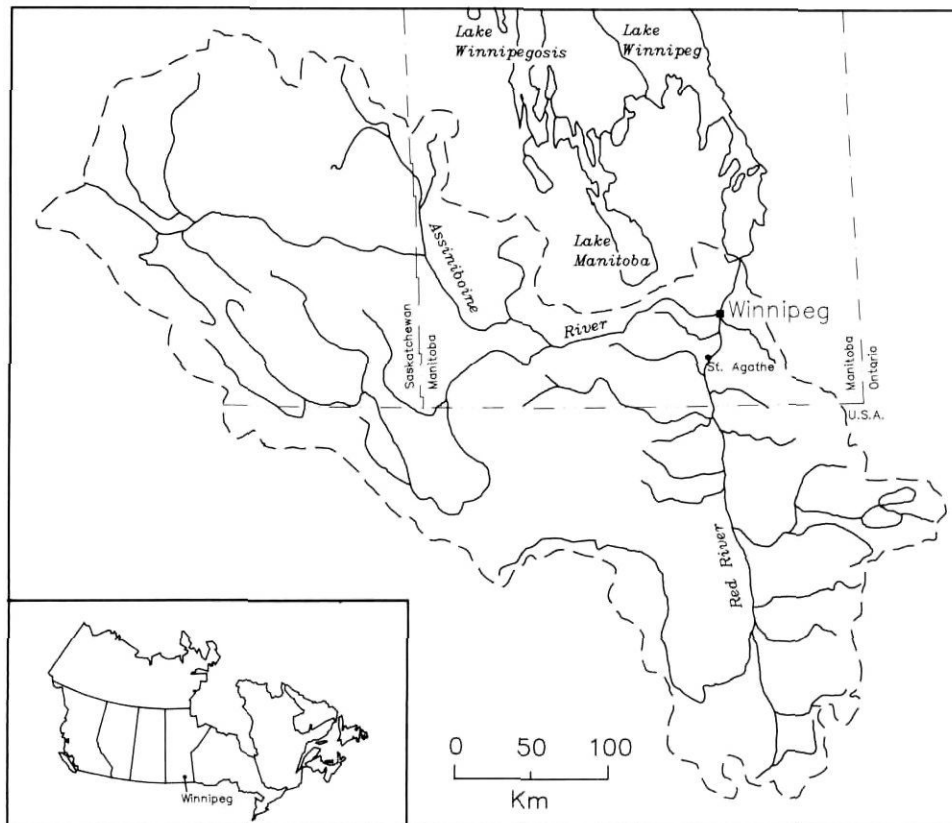 Lake
Winnipegosis
Lake
Winnipeg
Assiniboine
Lake
Manitoba
River
Winnipeg
Saskatchewan
Manitoba
St. Agathe
Manitoba
Ontario
U.S.A.
Red River
0 50 100
Km
Winnipeg